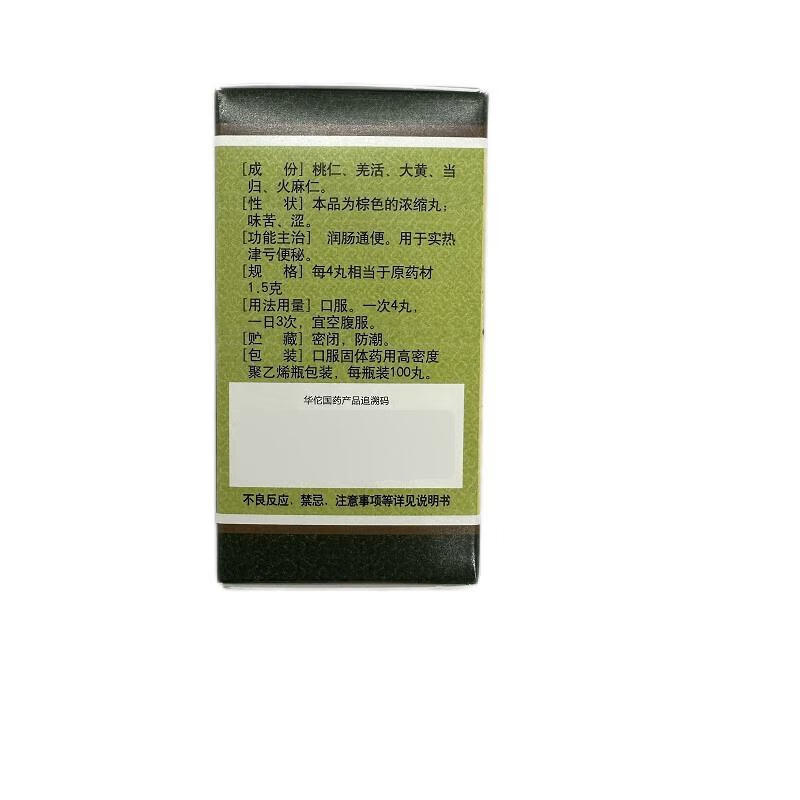 [成　份] 桃仁、羌活、大黄、当
归、火麻仁。
[性　状] 本品为棕色的浓缩丸；
味苦、涩。
[功能主治] 润肠通便。用于实热
津亏便秘。
[规　格] 每4丸相当于原药材
1.5克
[用法用量] 口服。一次4丸，
一日3次，宜空腹服。
[贮　藏] 密闭，防潮。
[包　装] 口服固体药用高密度
聚乙烯瓶包装，每瓶装100丸。
华佗国药产品追溯码
不良反应、禁忌、注意事项等详见说明书